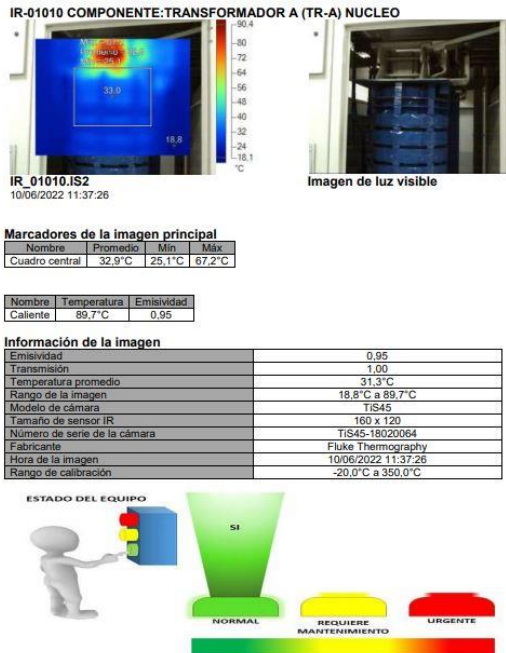 IR-01010 COMPONENTE:TRANSFORMADOR A (TR-A) NUCLEO
90.4
80
72
64
56
48
40
32
24
18.1
°C
33,0
18,8
IR_01010.IS2
10/06/2022 11:37:26
Imagen de luz visible
Marcadores de la imagen principal
Nombre Promedio Mín Máx
Cuadro central 32,9°C 25,1°C 67,2°C
Nombre Temperatura Emisividad
Caliente 89,7°C 0,95
Información de la imagen
Emisividad 0,95
Transmisión 1,00
Temperatura promedio 31,3°C
Rango de la imagen 18,8°C a 89,7°C
Modelo de cámara TiS45
Tamaño de sensor IR 160 x 120
Número de serie de la cámara TiS45-18020064
Fabricante Fluke Thermography
Hora de la imagen 10/06/2022 11:37:26
Rango de calibración -20,0°C a 350,0°C
ESTADO DEL EQUIPO
SI
NORMAL
REQUIERE
MANTENIMIENTO
URGENTE